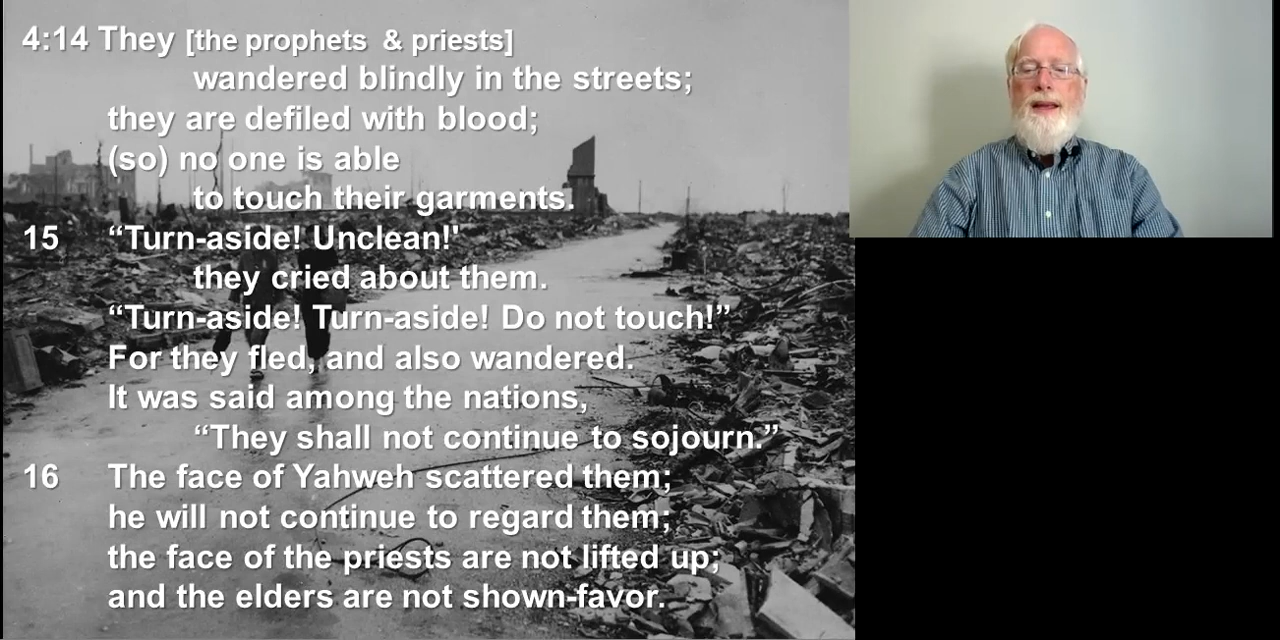 4:14 They [the prophets & priests]
wandered blindly in the streets;
they are defiled with blood;
(so) no one is able
to touch their garments.
15 “Turn-aside! Unclean!'
they cried about them.
“Turn-aside! Turn-aside! Do not touch!”
For they fled, and also wandered.
It was said among the nations,
“They shall not continue to sojourn.”
16 The face of Yahweh scattered them;
he will not continue to regard them;
the face of the priests are not lifted up;
and the elders are not shown-favor.